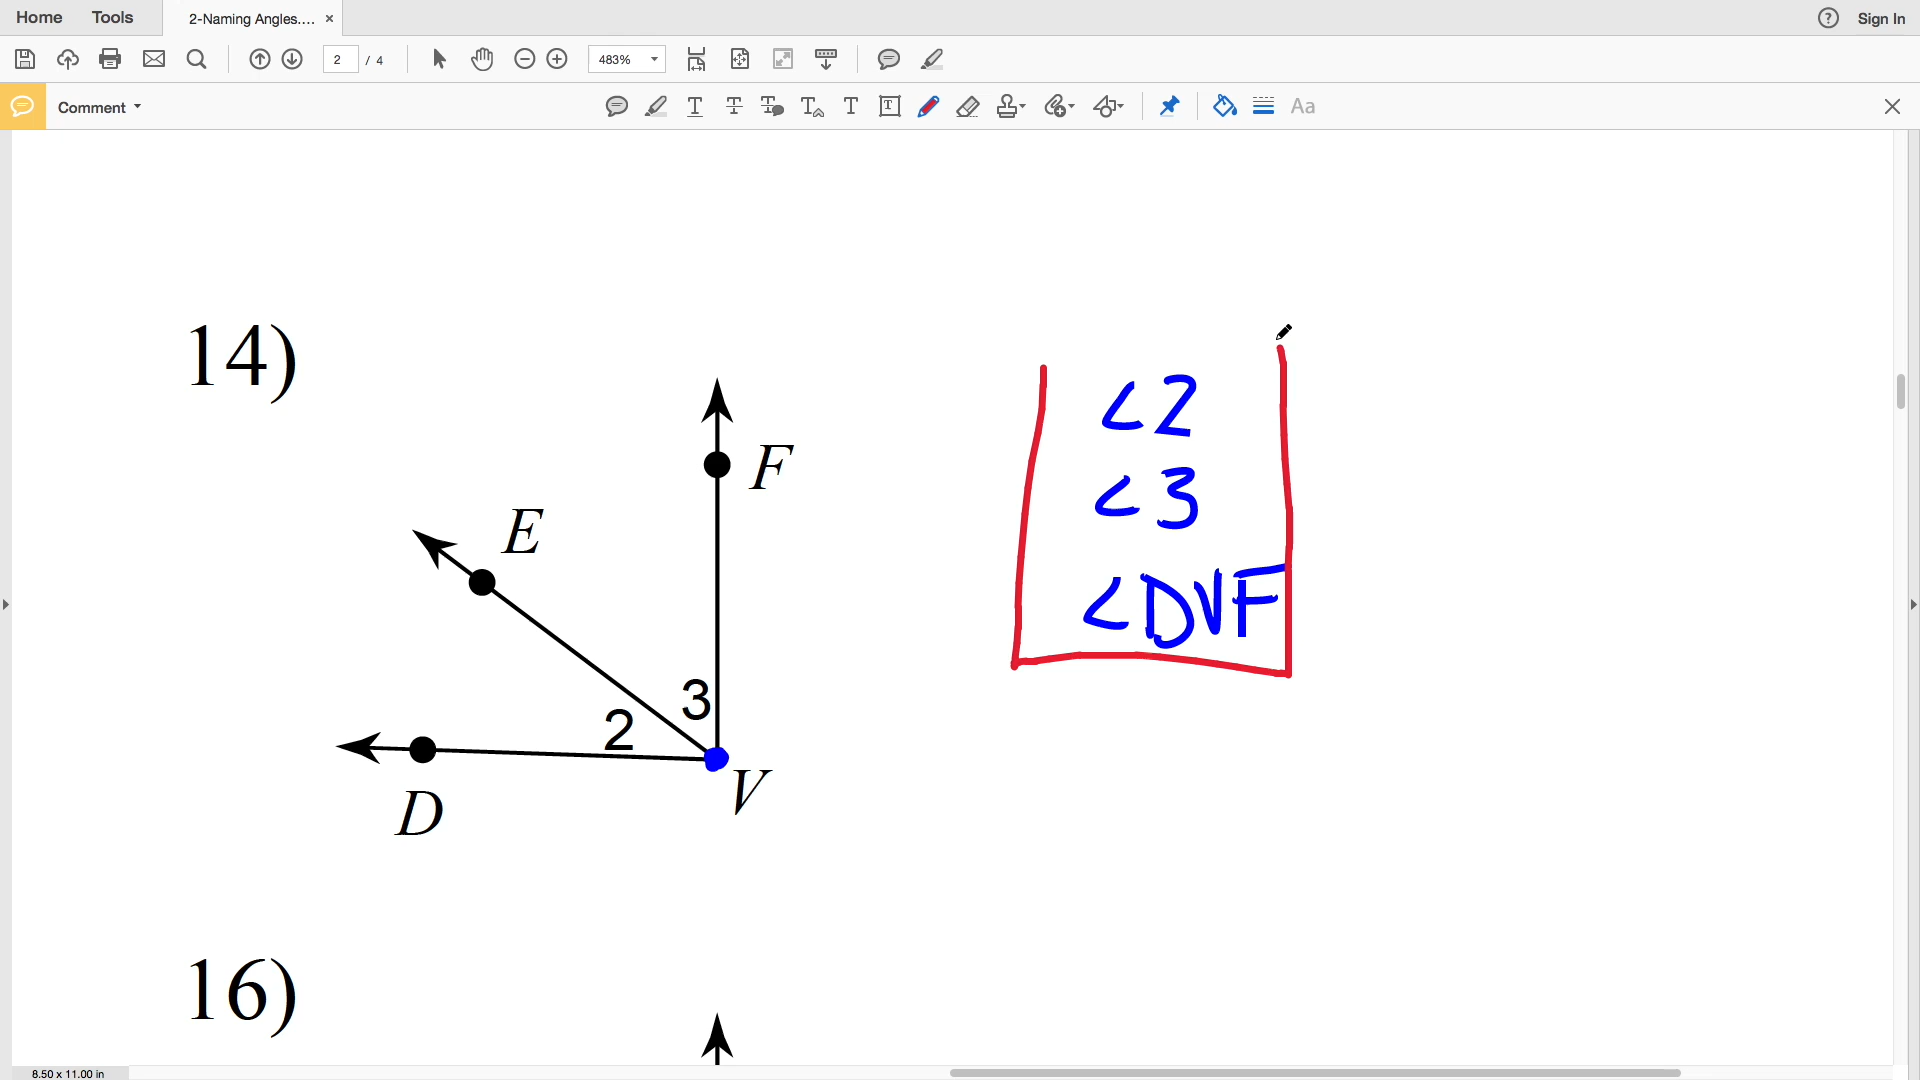 Home Tools 2-Naming Angles.... × Sign In
2 / 4 483%
Comment Aa
14)
<2
F
<3
E
<DVF
3
2
V
D
16)
8.50 x 11.00 in